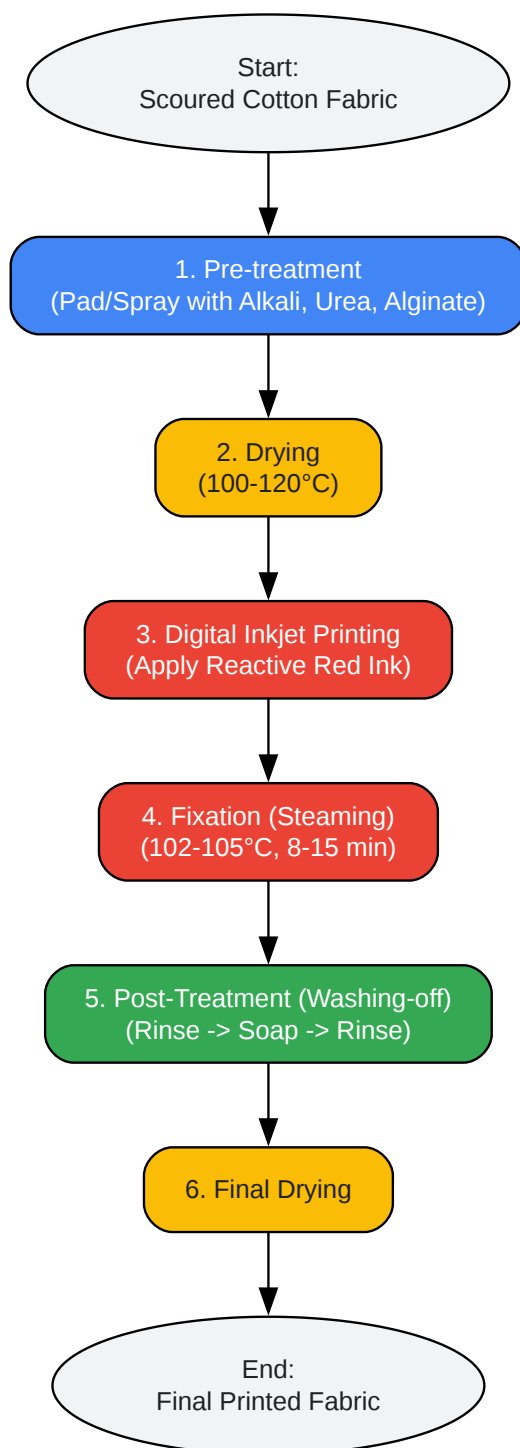 Start:
Scoured Cotton Fabric
1. Pre-treatment
(Pad/Spray with Alkali, Urea, Alginate)
2. Drying
(100-120°C)
3. Digital Inkjet Printing
(Apply Reactive Red Ink)
4. Fixation (Steaming)
(102-105°C, 8-15 min)
5. Post-Treatment (Washing-off)
(Rinse -> Soap -> Rinse)
6. Final Drying
End:
Final Printed Fabric